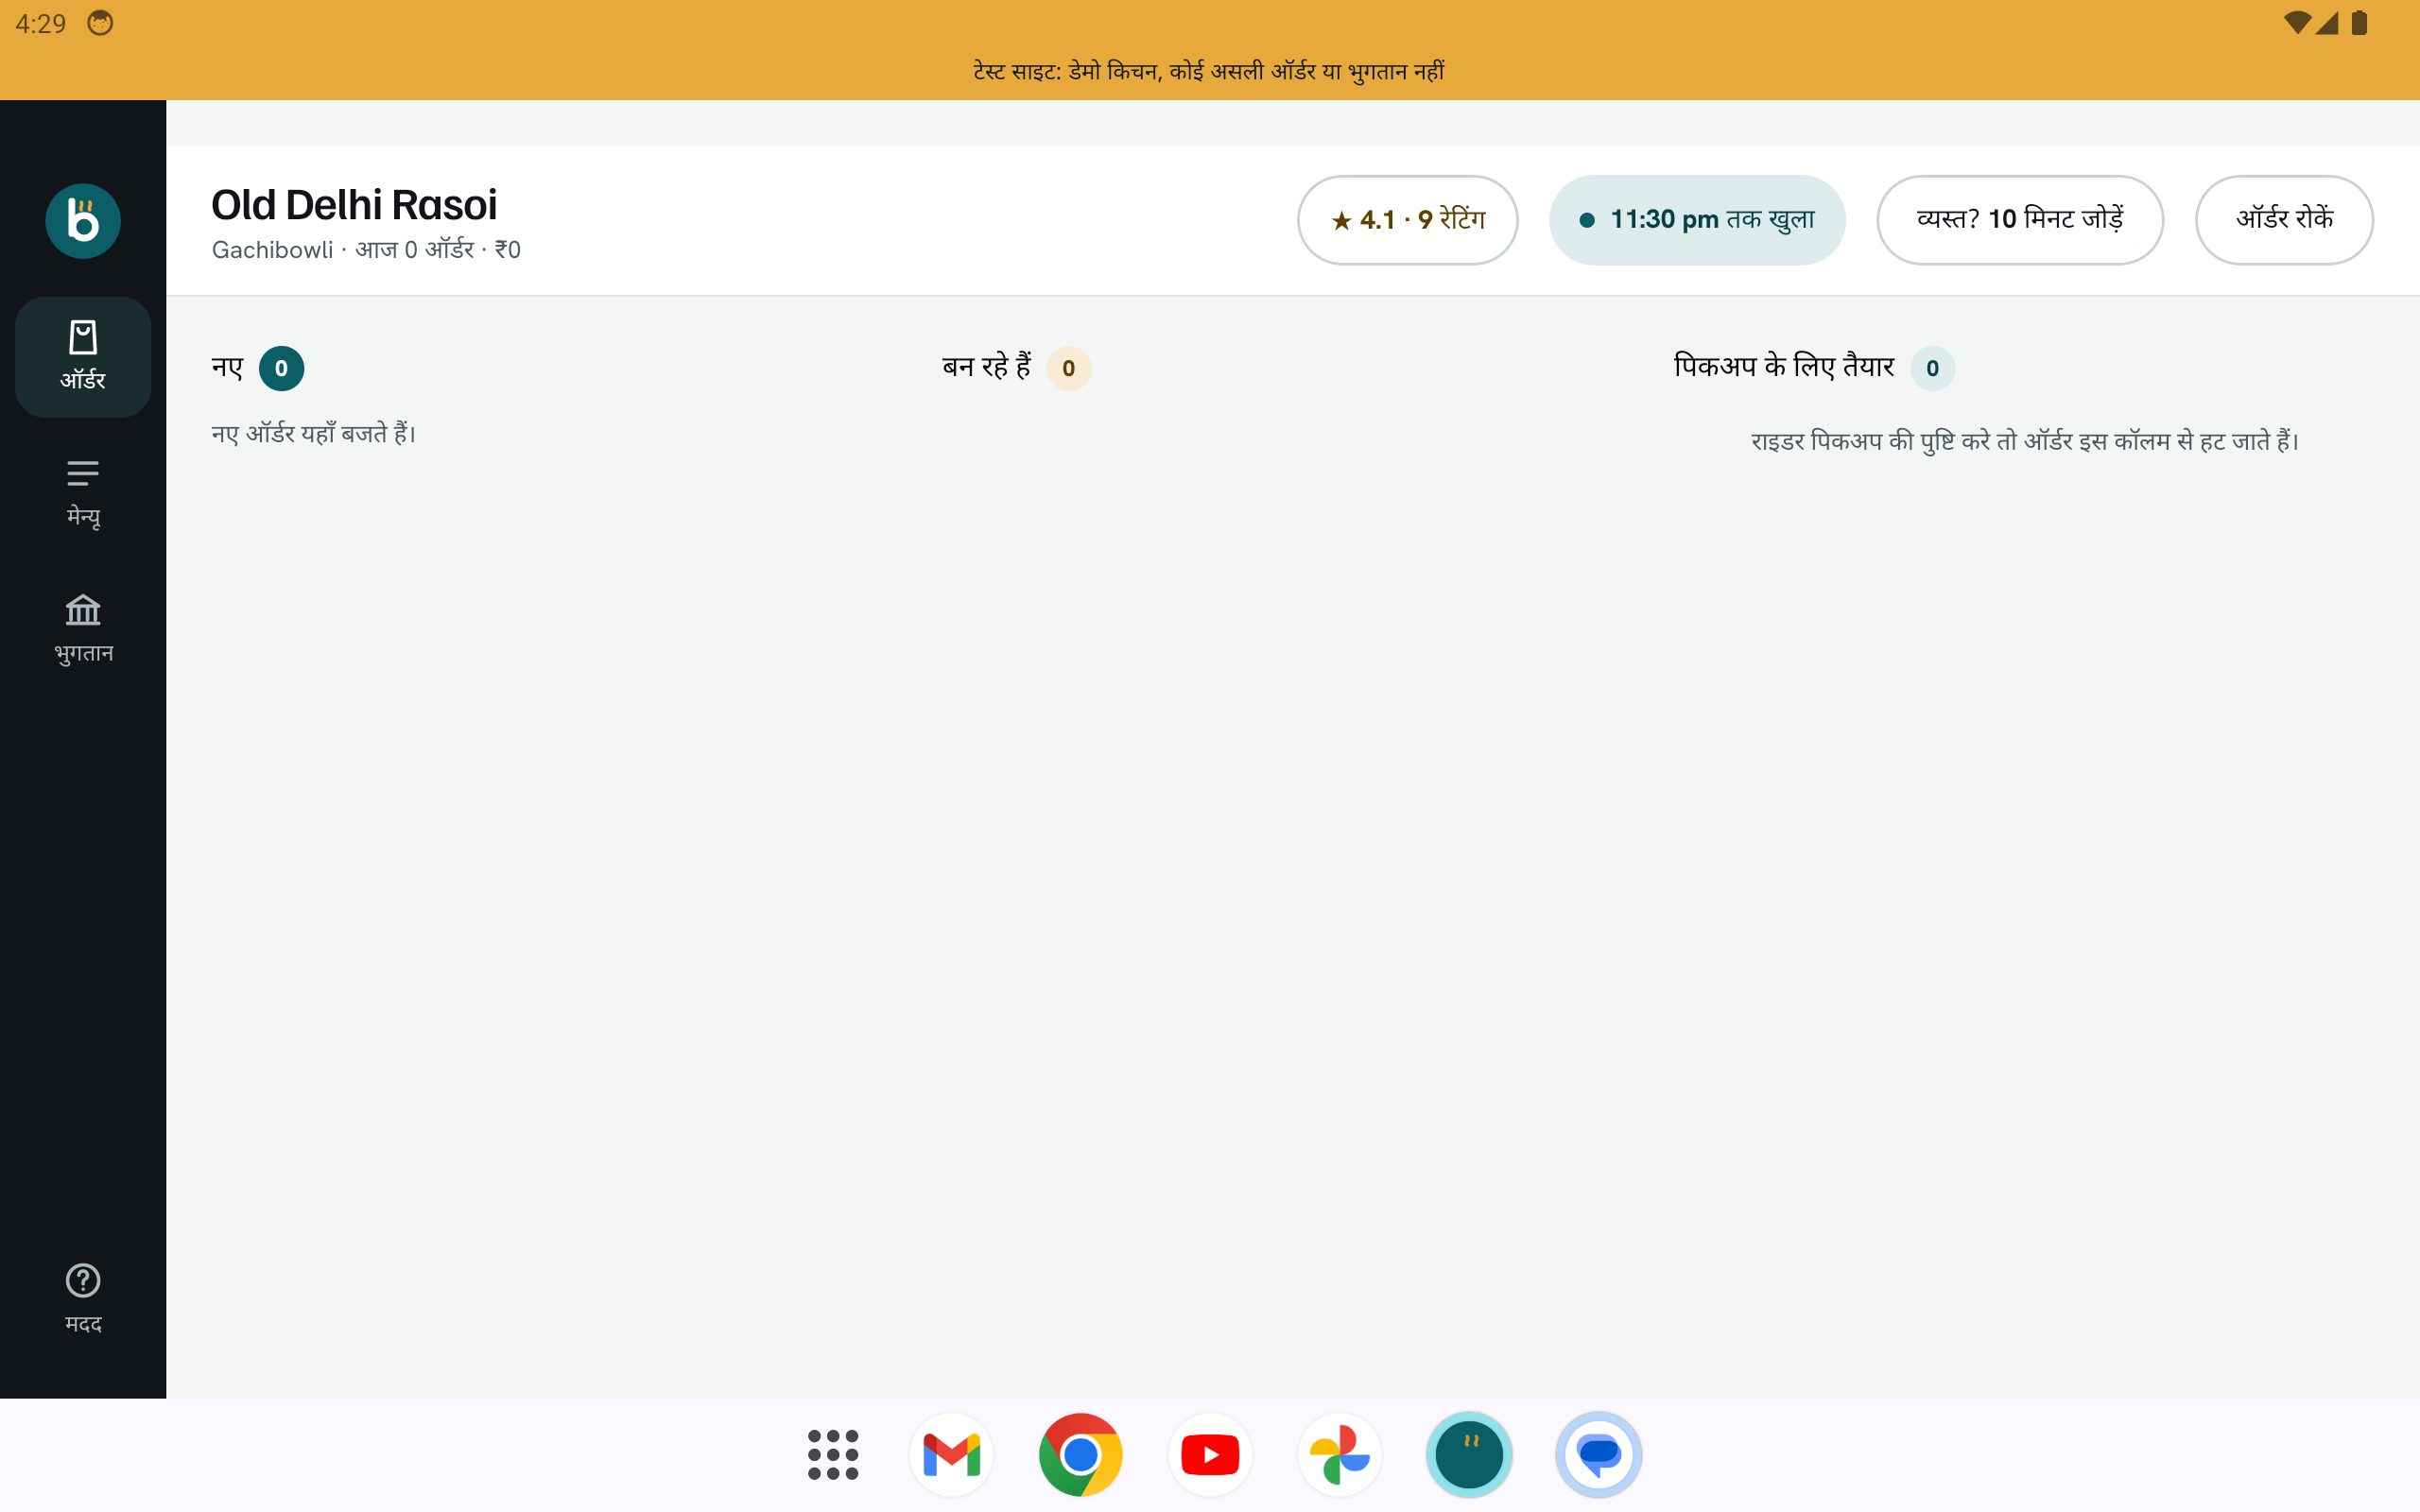 4:29
टेस्ट साइट: डेमो किचन, कोई असली ऑर्डर या भुगतान नहीं
b
Old Delhi Rasoi
Gachibowli · आज 0 ऑर्डर · ₹0
★ 4.1 · 9 रेटिंग
11:30 pm तक खुला
व्यस्त? 10 मिनट जोड़ें
ऑर्डर रोकें
ऑर्डर
मेन्यू
भुगतान
मदद
नए 0
नए ऑर्डर यहाँ बजते हैं।
बन रहे हैं 0
पिकअप के लिए तैयार 0
राइडर पिकअप की पुष्टि करे तो ऑर्डर इस कॉलम से हट जाते हैं।